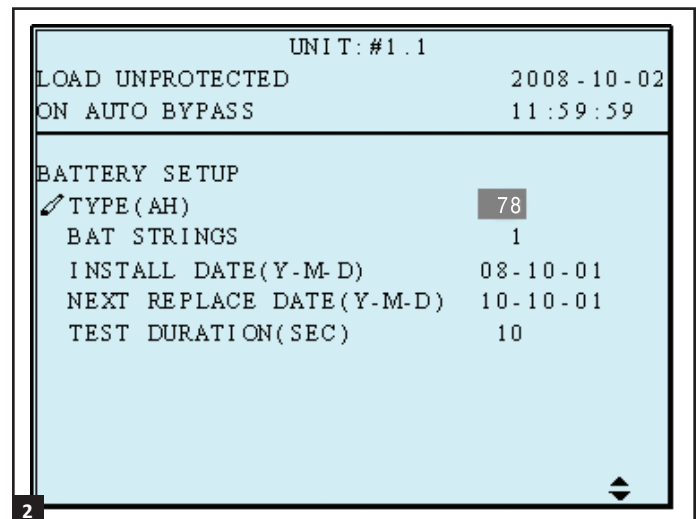 UNIT:#1.1
LOAD UNPROTECTED 2008-10-02
ON AUTO BYPASS 11:59:59
BATTERY SETUP
TYPE(AH) 78
BAT STRINGS 1
INSTALL DATE(Y-M-D) 08-10-01
NEXT REPLACE DATE(Y-M-D) 10-10-01
TEST DURATION(SEC) 10
2